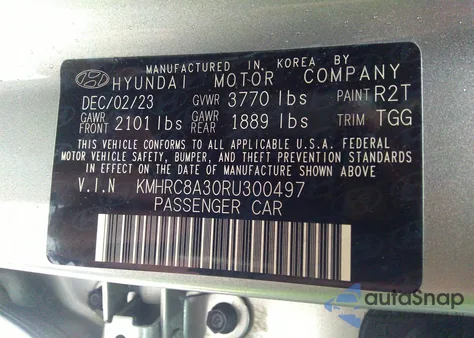 MANUFACTURED IN. KOREA BY
HYUNDAI MOTOR COMPANY
DEC/02/23 GVWR 3770 lbs PAINT R2T
GAWR FRONT 2101 lbs GAWR REAR 1889 lbs TRIM TGG
THIS VEHICLE CONFORMS TO ALL APPLICABLE U.S.A. FEDERAL
MOTOR VEHICLE SAFETY, BUMPER, AND THEFT PREVENTION STANDARDS
IN EFFECT ON THE DATE OF MANUFACTURE SHOWN ABOVE.
V.I.N KMHRC8A30RU300497
PASSENGER CAR
autoSnap